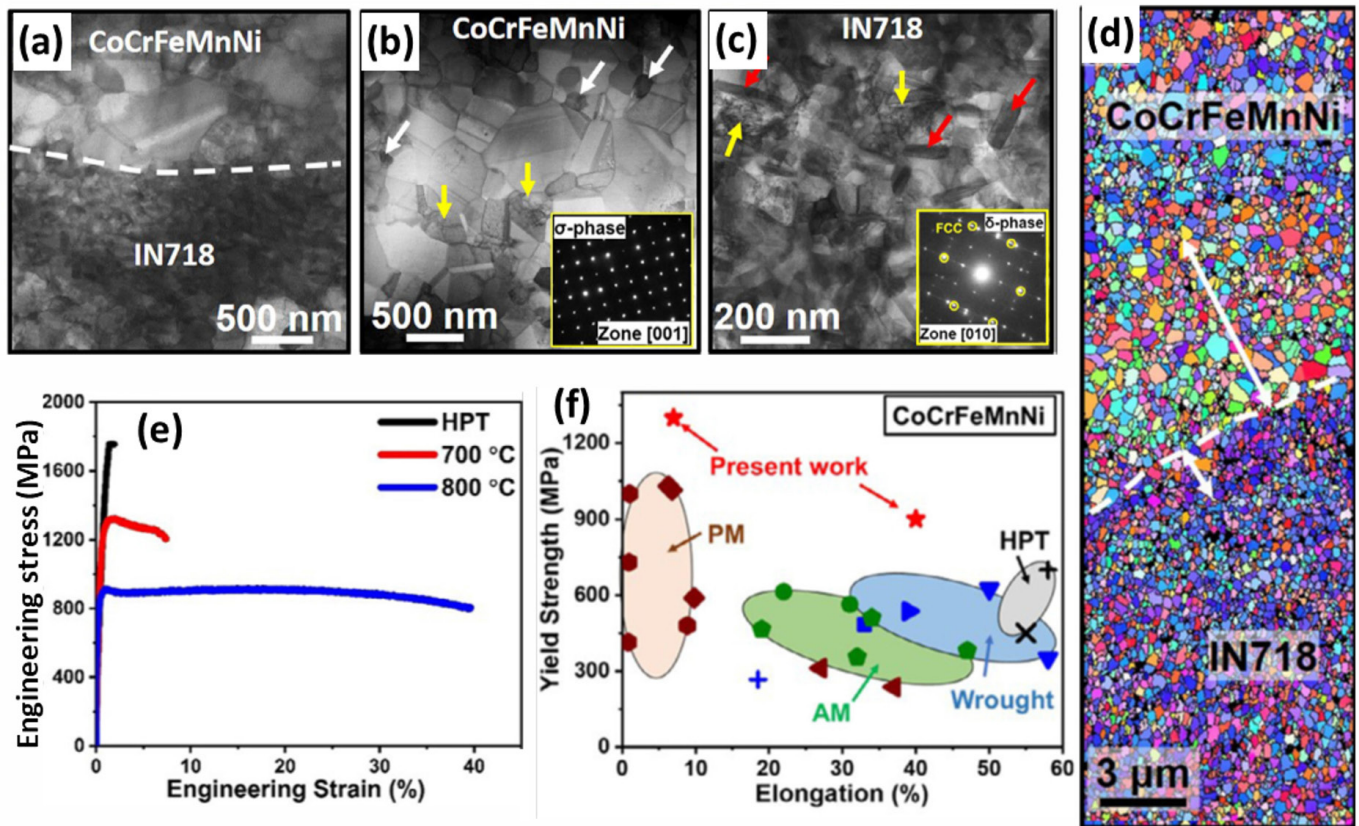 (a)
CoCrFeMnNi
IN718
500 nm
(b)
CoCrFeMnNi
σ-phase
Zone [001]
500 nm
(c)
IN718
FCC
δ-phase
Zone [010]
200 nm
(d)
CoCrFeMnNi
IN718
3 μm
(e)
Engineering stress (MPa)
2000
1600
1200
800
400
0
HPT
700 °C
800 °C
0 10 20 30 40
Engineering Strain (%)
(f)
CoCrFeMnNi
Yield Strength (MPa)
1200
900
600
300
0
Present work
PM
HPT
AM
Wrought
0 10 20 30 40 50 60
Elongation (%)